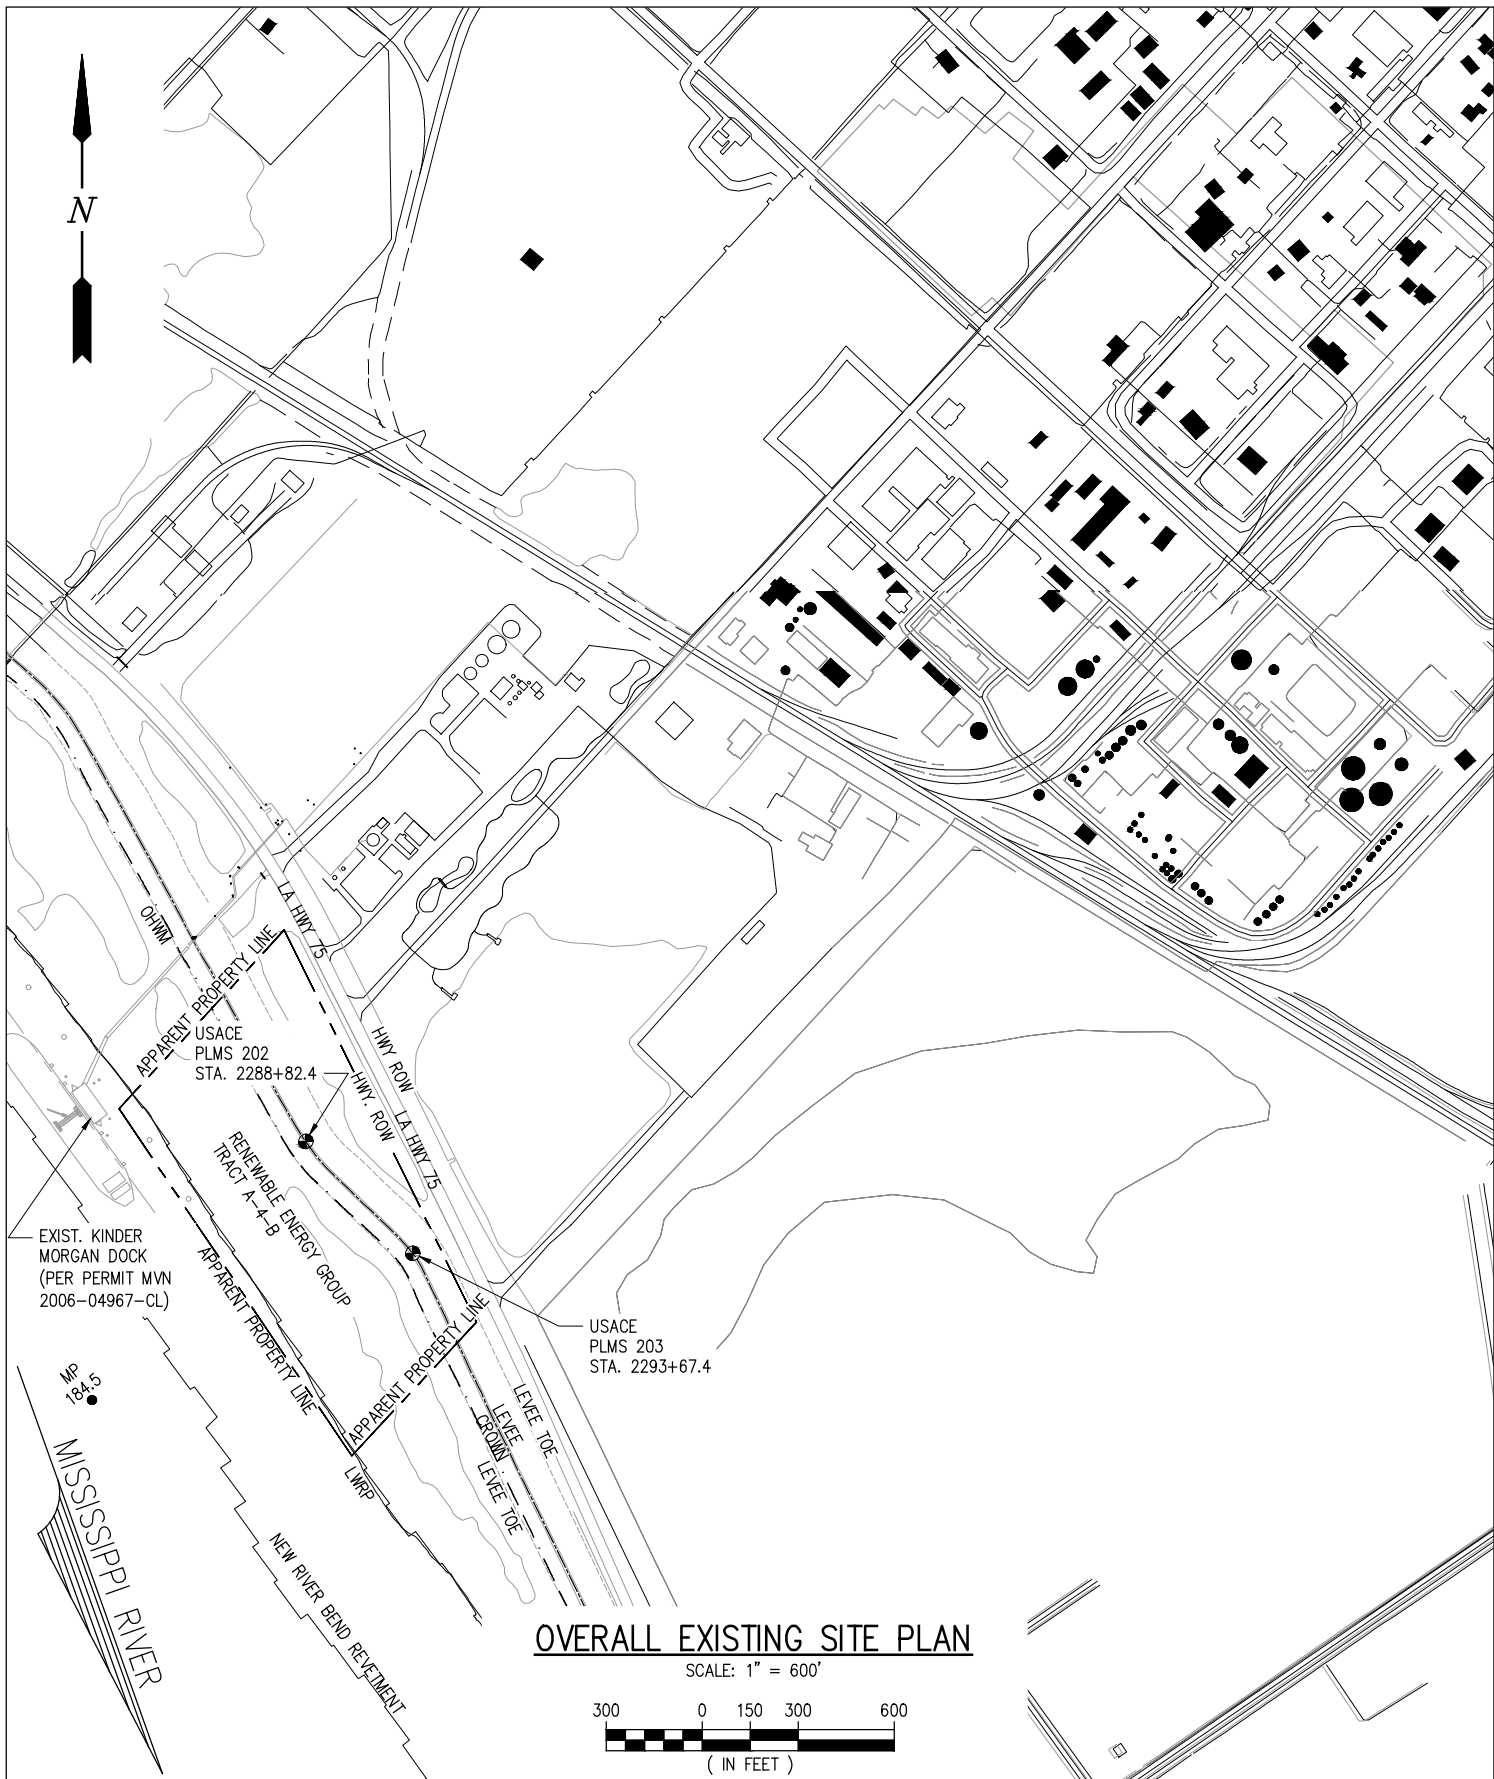 N
OHWM
LA HWY 75
APPARENT PROPERTY LINE
USACE
PLMS 202
STA. 2288+82.4
HWY ROW
HWY. ROW
LA HWY 75
RENEWABLE ENERGY GROUP
TRACT A-4-B
EXIST. KINDER
MORGAN DOCK
(PER PERMIT MVN
2006-04967-CL)
APPARENT PROPERTY LINE
APPARENT PROPERTY LINE
USACE
PLMS 203
STA. 2293+67.4
MP
184.5
LEVEE TOE
LEVEE
CROWN
LEVEE TOE
LWRP
MISSISSIPPI RIVER
NEW RIVER BEND REVETMENT
OVERALL EXISTING SITE PLAN
SCALE: 1" = 600'
300 0 150 300 600
( IN FEET )